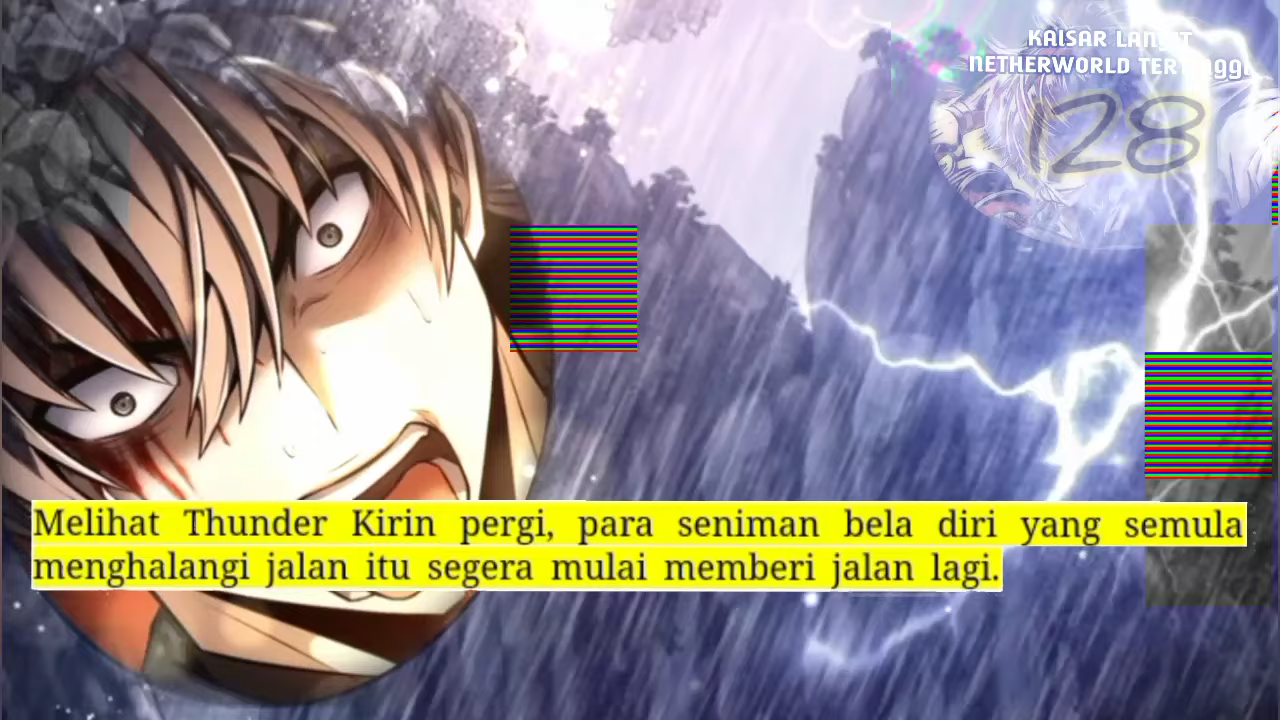 KAISAR LANGIT
NETHERWORLD TERTINGGI
128
Melihat Thunder Kirin pergi, para seniman bela diri yang semula
menghalangi jalan itu segera mulai memberi jalan lagi.